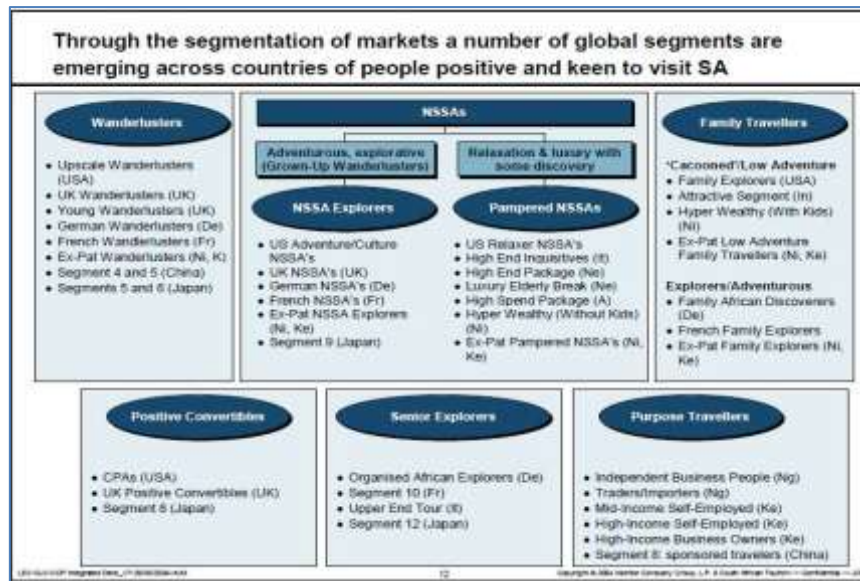 Through the segmentation of markets a number of global segments are
emerging across countries of people positive and keen to visit SA
Wanderlusters
• Upscale Wanderlusters
(USA)
• UK Wanderlusters (UK)
• Young Wanderlusters (UK)
• German Wanderlusters (De)
• French Wanderlusters (Fr)
• Ex-Pat Wanderlusters (Ni, K)
• Segment 4 and 5 (China)
• Segments 5 and 6 (Japan)
NSSAs
Adventurous, explorative
(Grown-Up Wanderlusters)
NSSA Explorers
• US Adventure/Culture
NSSA's
• UK NSSA's (UK)
• German NSSA's (De)
• French NSSA's (Fr)
• Ex-Pat NSSA Explorers
(Ni, Ke)
• Segment 9 (Japan)
Relaxation & luxury with
some discovery
Pampered NSSAs
• US Relaxer NSSA's
• High End Inquisitives (It)
• High End Package (Ne)
• Luxury Elderly Break (Ne)
• High Spend Package (A)
• Hyper Wealthy (Without Kids)
(Ni)
• Ex-Pat Pampered NSSA's (Ni,
Ke)
Family Travellers
'Cacooned'/Low Adventure
• Family Explorers (USA)
• Attractive Segment (In)
• Hyper Wealthy (With Kids)
(Ni)
• Ex-Pat Low Adventure
Family Travellers (Ni, Ke)
Explorers/Adventurous
• Family African Discoverers
(De)
• French Family Explorers
• Ex-Pat Family Explorers (Ni,
Ke)
Positive Convertibles
• CPAs (USA)
• UK Positive Convertibles (UK)
• Segment 6 (Japan)
Senior Explorers
• Organised African Explorers (De)
• Segment 10 (Fr)
• Upper End Tour (It)
• Segment 12 (Japan)
Purpose Travellers
• Independent Business People (Ng)
• Traders/Importers (Ng)
• Mid-Income Self-Employed (Ke)
• High-Income Self-Employed (Ke)
• High-Income Business Owners (Ke)
• Segment 8: sponsored travelers (China)
12